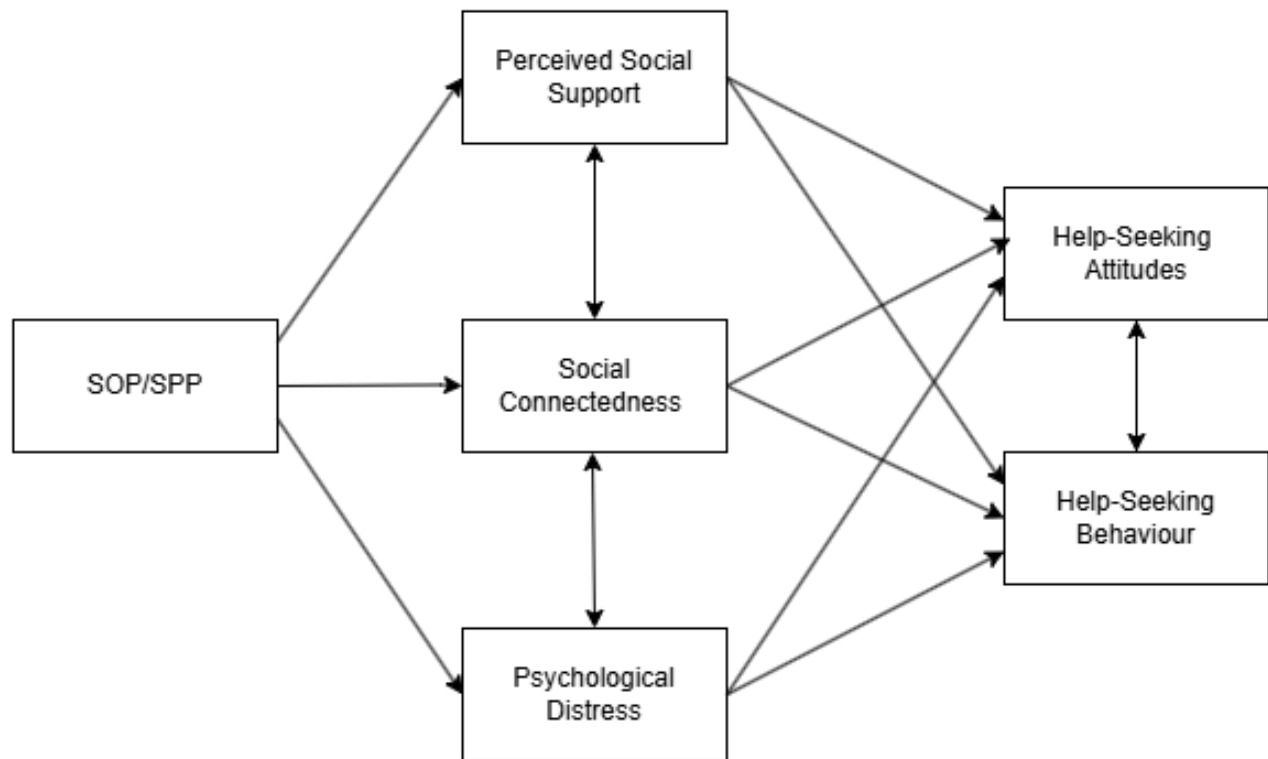 Perceived Social
Support
SOP/SPP
Social
Connectedness
Psychological
Distress
Help-Seeking
Attitudes
Help-Seeking
Behaviour